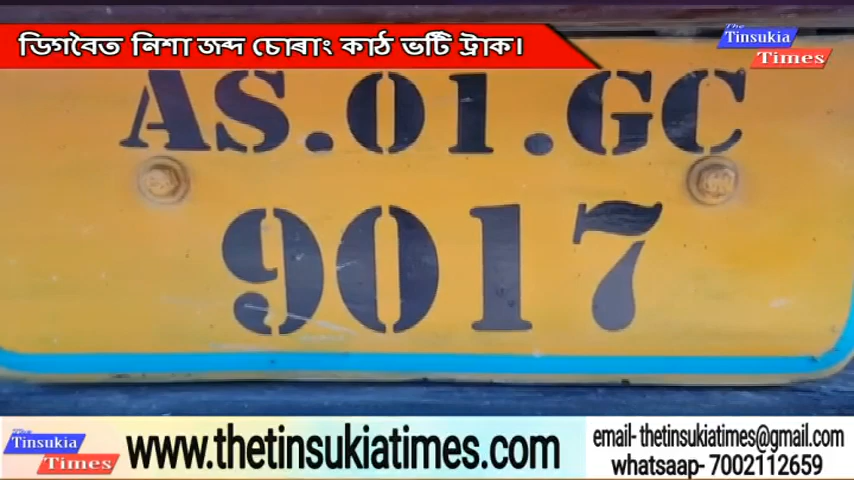 ডিগবৈত নিশা জব্দ চোৰাং কাঠ ভৰ্টি ট্ৰাক।
The
Tinsukia
Times
AS.01.GC
9017
The
Tinsukia
Times
www.thetinsukiatimes.com
email- thetinsukiatimes@gmail.com
whatsaap- 7002112659